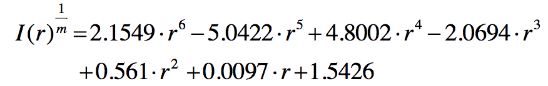 I(r)^{\frac{1}{m}} = 2.1549·r^6 − 5.0422·r^5 + 4.8002·r^4 − 2.0694·r^3
+0.561·r^2 +0.0097·r+1.5426